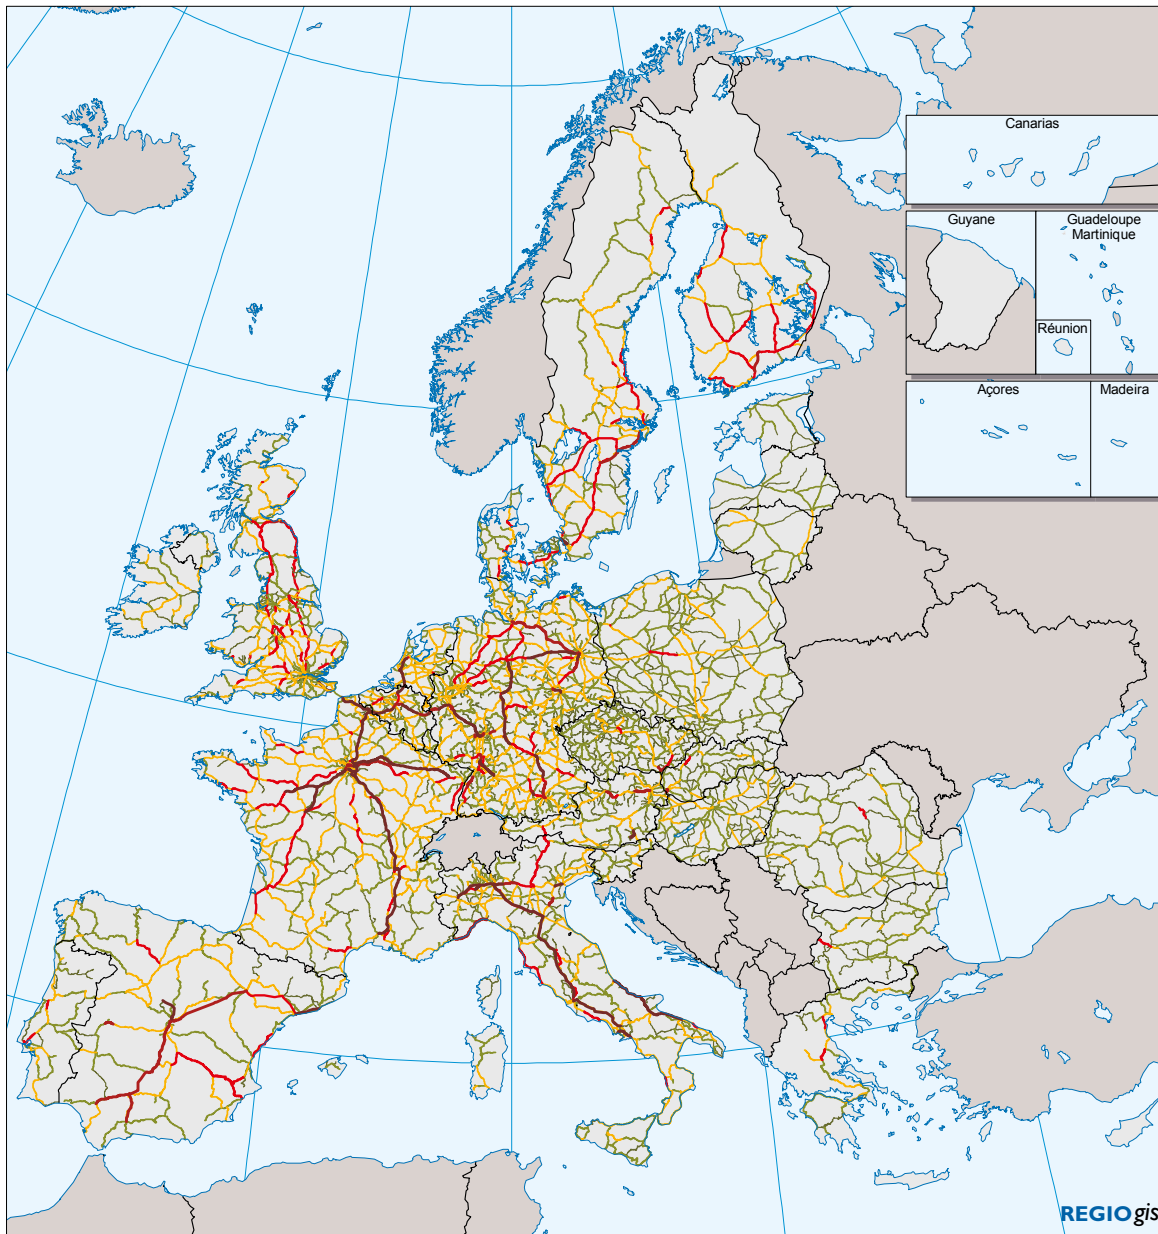 Canarias
Guyane
Guadeloupe
Martinique
Réunion
Açores
Madeira
REGIOgis